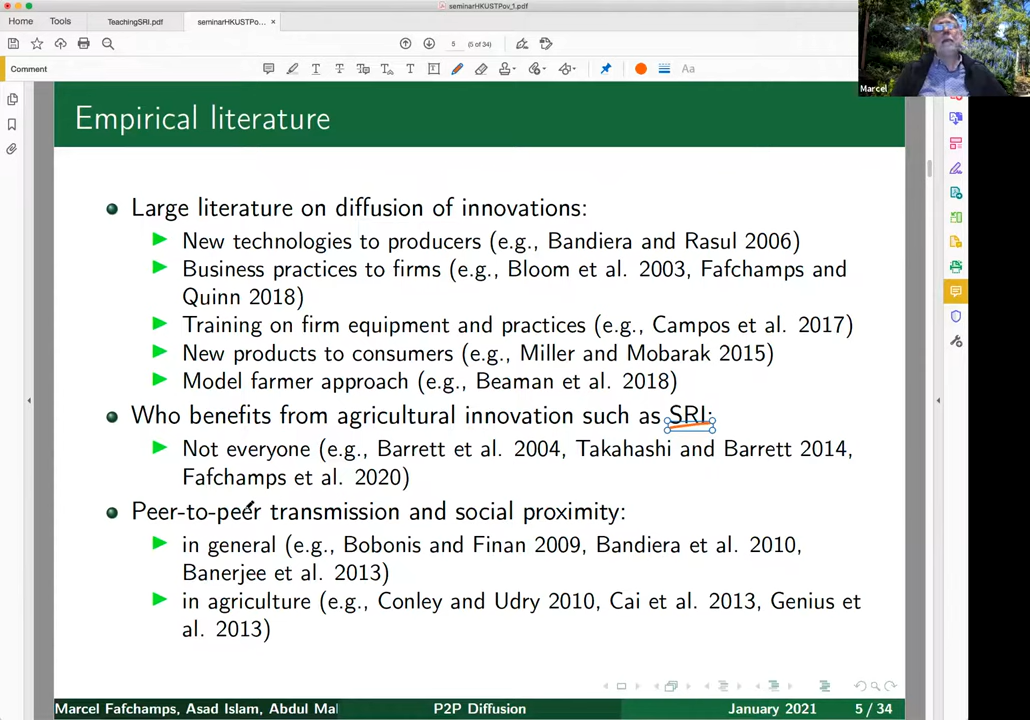 seminarHKUSTPov_1.pdf
Home Tools TeachingSRI.pdf seminarHKUSTPo... ×
5 (5 of 34)
Comment
Aa
Marcel
Empirical literature
Large literature on diffusion of innovations:
New technologies to producers (e.g., Bandiera and Rasul 2006)
Business practices to firms (e.g., Bloom et al. 2003, Fafchamps and
Quinn 2018)
Training on firm equipment and practices (e.g., Campos et al. 2017)
New products to consumers (e.g., Miller and Mobarak 2015)
Model farmer approach (e.g., Beaman et al. 2018)
Who benefits from agricultural innovation such as SRI:
Not everyone (e.g., Barrett et al. 2004, Takahashi and Barrett 2014,
Fafchamps et al. 2020)
Peer-to-peer transmission and social proximity:
in general (e.g., Bobonis and Finan 2009, Bandiera et al. 2010,
Banerjee et al. 2013)
in agriculture (e.g., Conley and Udry 2010, Cai et al. 2013, Genius et
al. 2013)
Marcel Fafchamps, Asad Islam, Abdul Mal P2P Diffusion January 2021 5 / 34